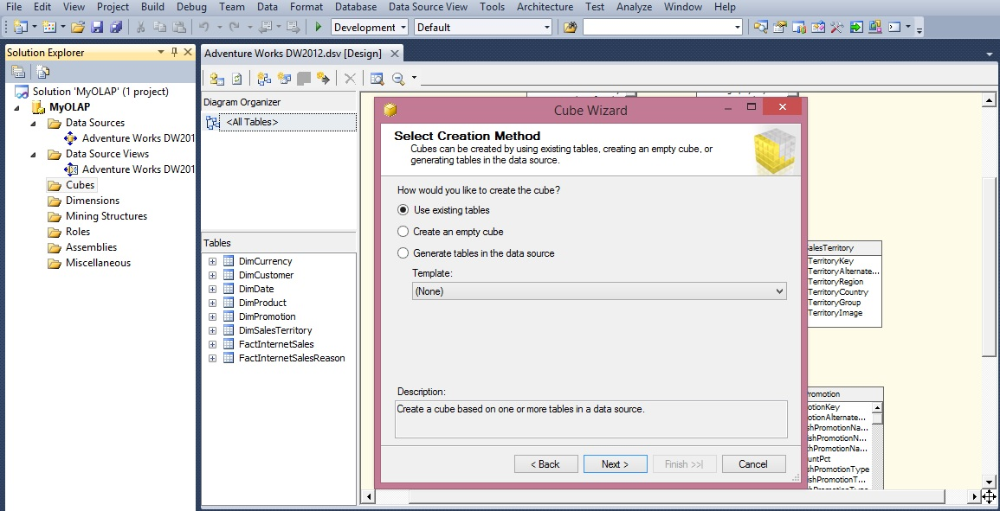 File Edit View Project Build Debug Team Data Format Database Data Source View Tools Architecture Test Analyze Window Help
Development Default
Solution Explorer
Solution 'MyOLAP' (1 project)
MyOLAP
Data Sources
Adventure Works DW201
Data Source Views
Adventure Works DW201
Cubes
Dimensions
Mining Structures
Roles
Assemblies
Miscellaneous
Adventure Works DW2012.dsv [Design]
Diagram Organizer
<All Tables>
Tables
DimCurrency
DimCustomer
DimDate
DimProduct
DimPromotion
DimSalesTerritory
FactInternetSales
FactInternetSalesReason
Cube Wizard
Select Creation Method
Cubes can be created by using existing tables, creating an empty cube, or
generating tables in the data source.
How would you like to create the cube?
Use existing tables
Create an empty cube
Generate tables in the data source
Template:
(None)
Description:
Create a cube based on one or more tables in a data source.
< Back Next > Finish >>| Cancel
alesTerritory
TerritoryKey
TerritoryAlternate...
TerritoryRegion
TerritoryCountry
TerritoryGroup
TerritoryImage
romotion
otionKey
otionAlternate...
shPromotionNa...
shPromotionN...
chPromotionNa...
ountPct
shPromotionType
shPromotionT...